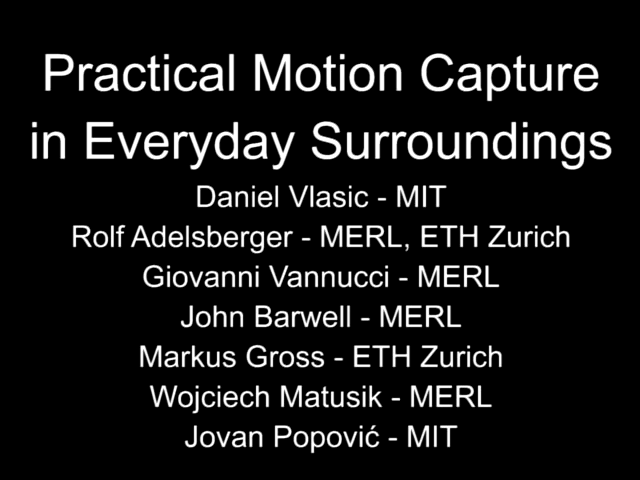 Practical Motion Capture
in Everyday Surroundings
Daniel Vlasic - MIT
Rolf Adelsberger - MERL, ETH Zurich
Giovanni Vannucci - MERL
John Barwell - MERL
Markus Gross - ETH Zurich
Wojciech Matusik - MERL
Jovan Popović - MIT